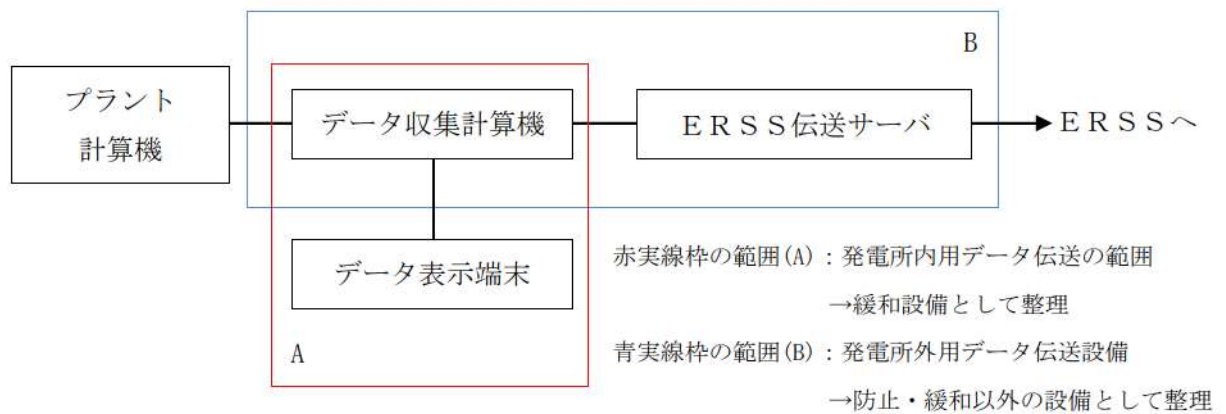 B
プラント
計算機
データ収集計算機
ＥＲＳＳ伝送サーバ
ＥＲＳＳへ
データ表示端末
A
赤実線枠の範囲(A)：発電所内用データ伝送の範囲
→緩和設備として整理
青実線枠の範囲(B)：発電所外用データ伝送設備
→防止・緩和以外の設備として整理